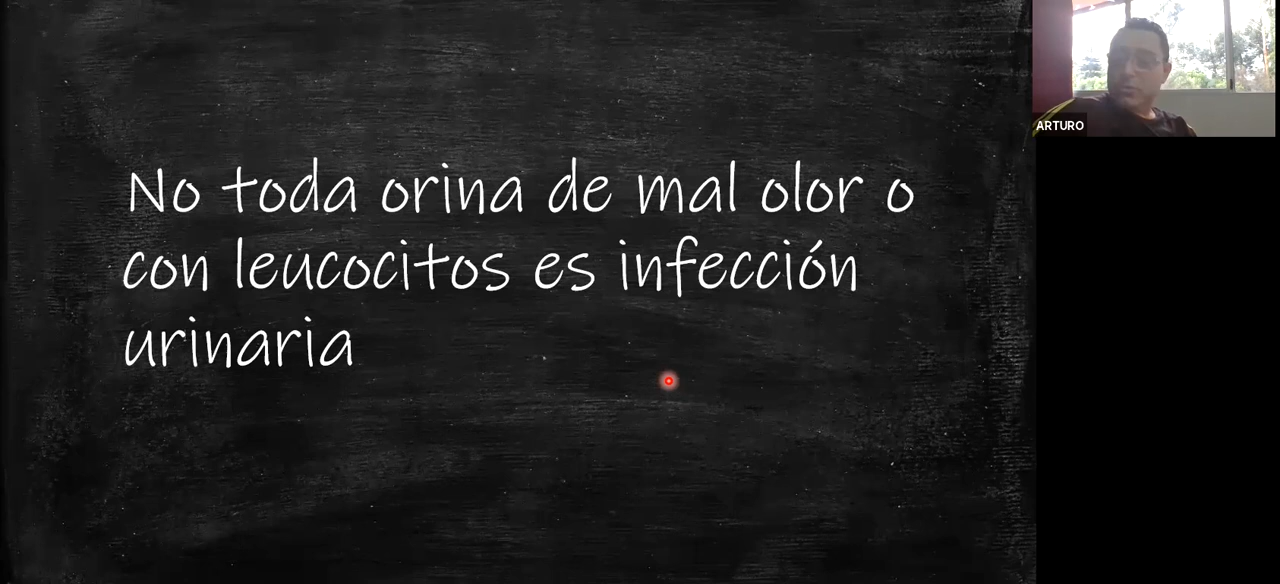 No toda orina de mal olor o
con leucocitos es infección
urinaria
ARTURO